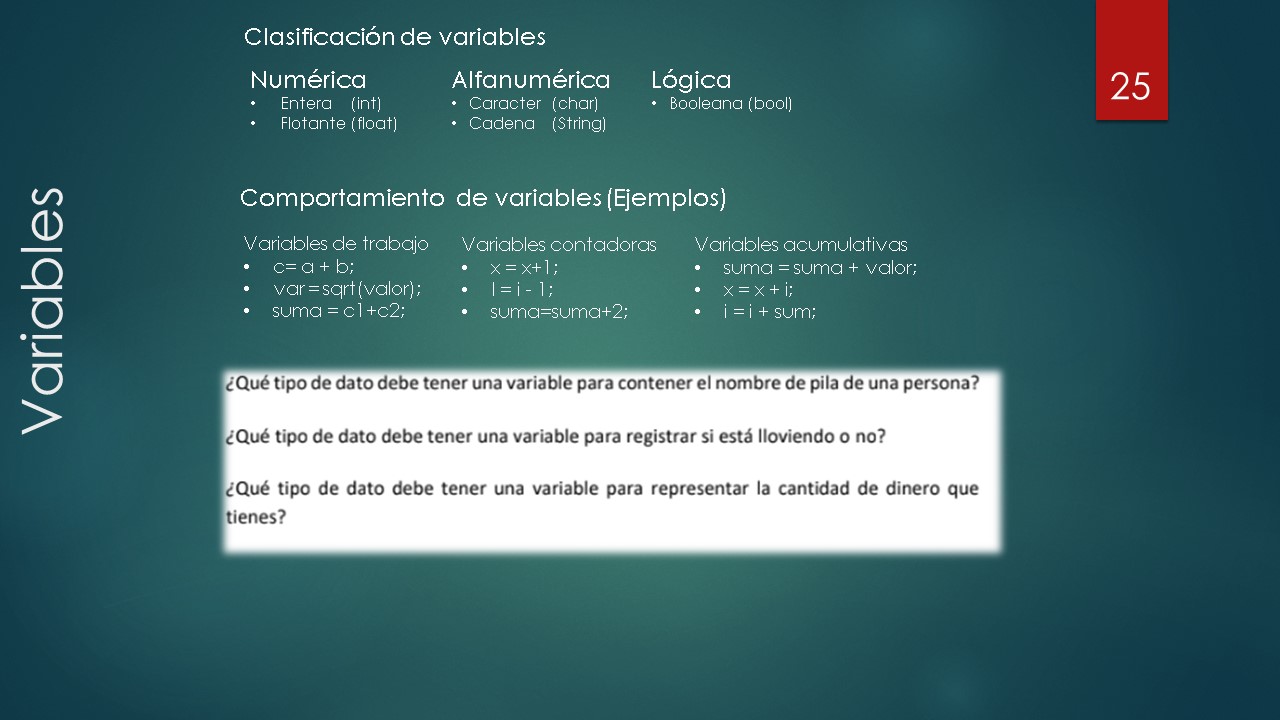 Clasificación de variables
25
Numérica
• Entera (int)
• Flotante (float)
Alfanumérica
• Caracter (char)
• Cadena (String)
Lógica
• Booleana (bool)
Variables
Comportamiento de variables (Ejemplos)
Variables de trabajo
• c= a + b;
• var=sqrt(valor);
• suma = c1+c2;
Variables contadoras
• x = x+1;
• I = i - 1;
• suma=suma+2;
Variables acumulativas
• suma = suma + valor;
• x = x + i;
• i = i + sum;
¿Qué tipo de dato debe tener una variable para contener el nombre de pila de una persona?
¿Qué tipo de dato debe tener una variable para registrar si está lloviendo o no?
¿Qué tipo de dato debe tener una variable para representar la cantidad de dinero que
tienes?